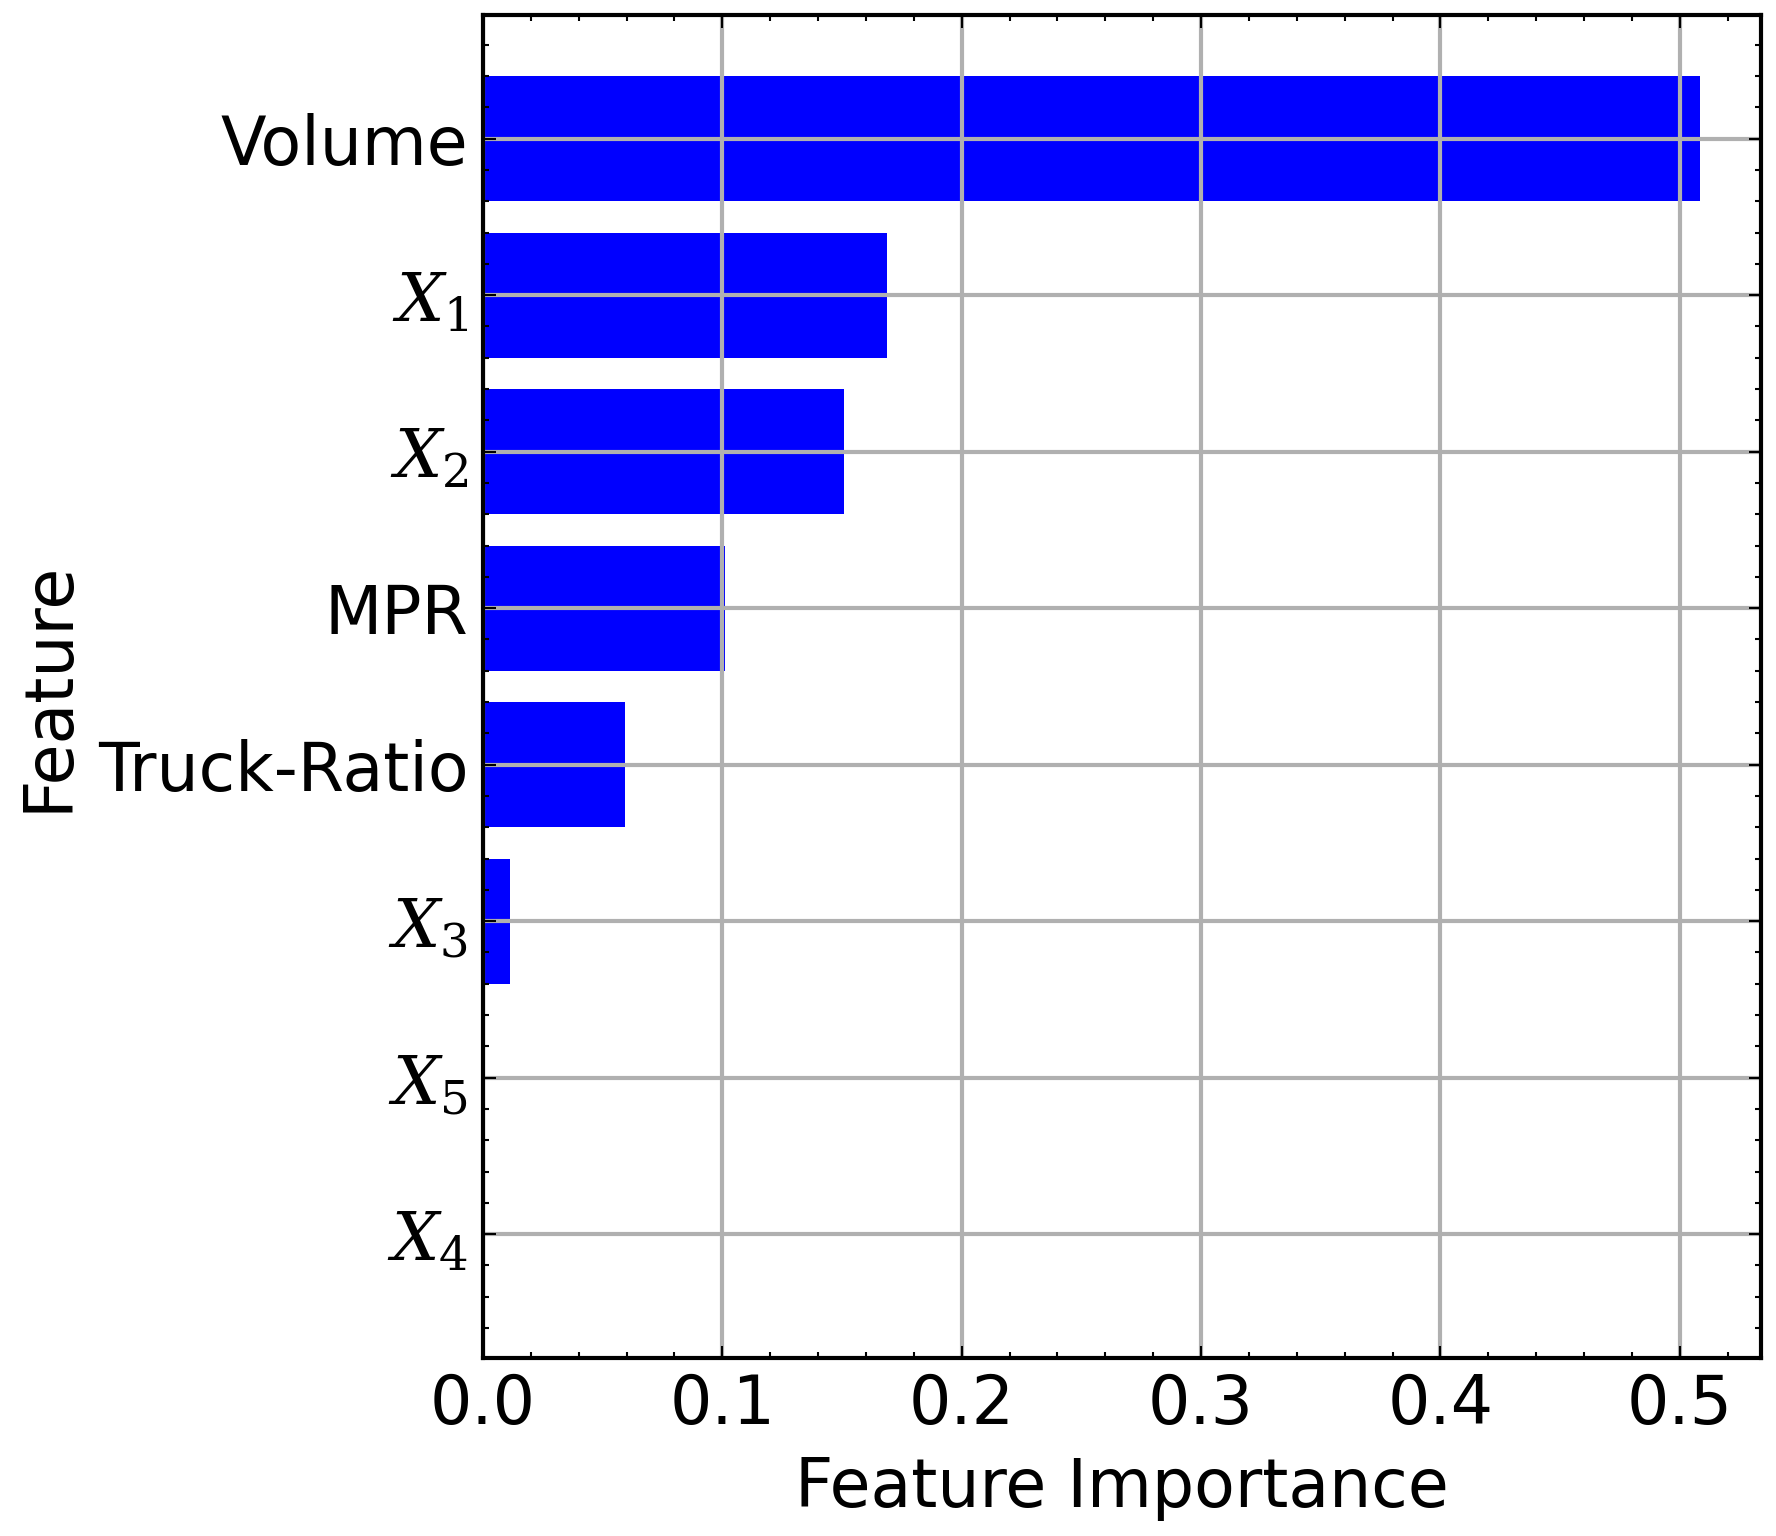 Volume
X₁
X₂
MPR
Truck-Ratio
X₃
X₅
X₄
Feature
0.0 0.1 0.2 0.3 0.4 0.5
Feature Importance